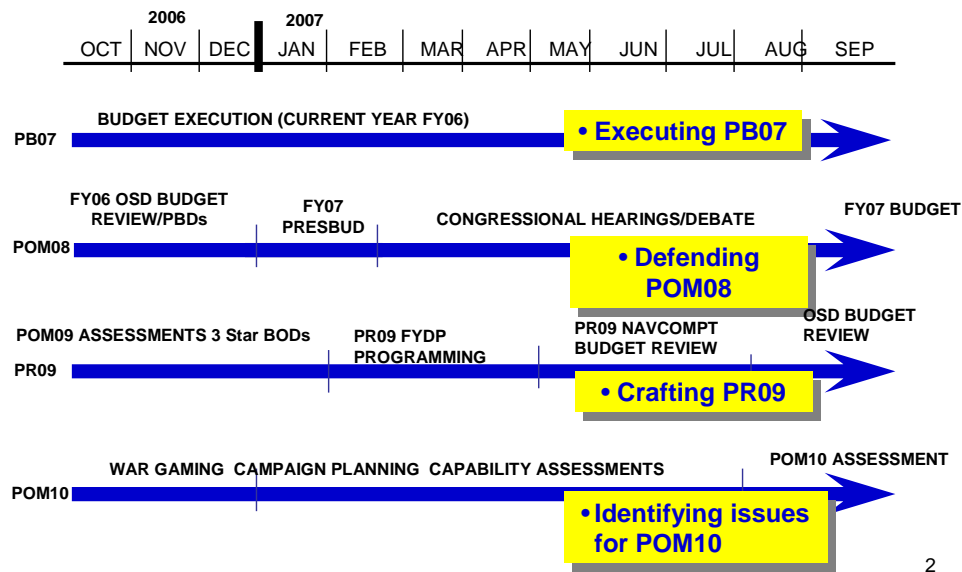 2006 2007
OCT NOV DEC JAN FEB MAR APR MAY JUN JUL AUG SEP
BUDGET EXECUTION (CURRENT YEAR FY06)
PB07
• Executing PB07
FY06 OSD BUDGET
REVIEW/PBDs
FY07
PRESBUD
CONGRESSIONAL HEARINGS/DEBATE
FY07 BUDGET
POM08
• Defending
POM08
POM09 ASSESSMENTS 3 Star BODs
PR09 FYDP
PROGRAMMING
PR09 NAVCOMPT
BUDGET REVIEW
OSD BUDGET
REVIEW
PR09
• Crafting PR09
WAR GAMING CAMPAIGN PLANNING CAPABILITY ASSESSMENTS
POM10 ASSESSMENT
POM10
• Identifying issues
for POM10
2